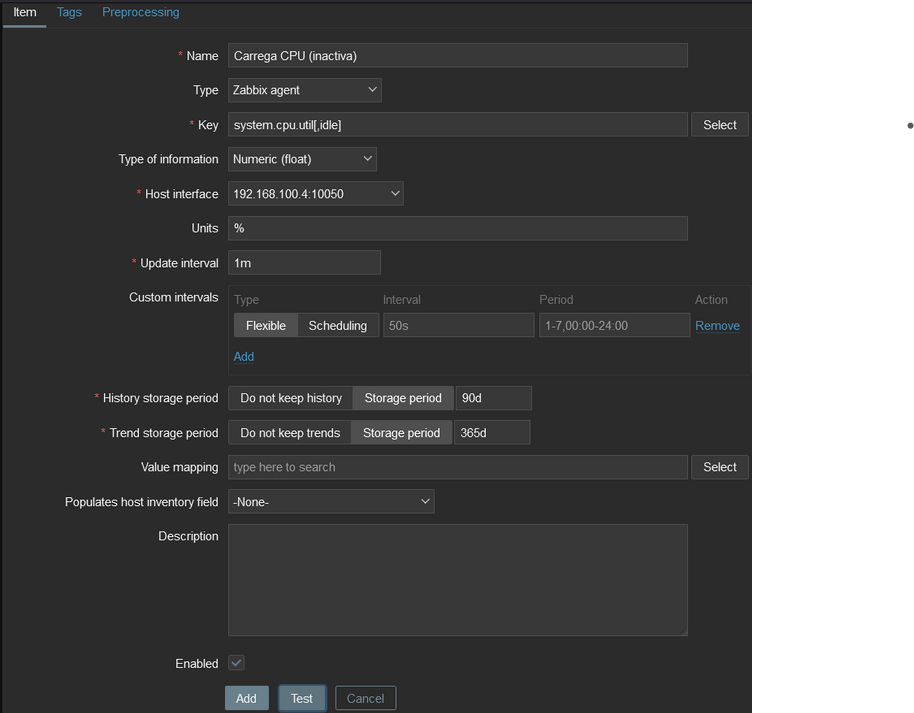 Item Tags Preprocessing
* Name Carrega CPU (inactiva)
Type Zabbix agent
* Key system.cpu.util[,idle] Select
Type of information Numeric (float)
* Host interface 192.168.100.4:10050
Units %
* Update interval 1m
Custom intervals Type Interval Period Action
Flexible Scheduling 50s 1-7,00:00-24:00 Remove
Add
* History storage period Do not keep history Storage period 90d
* Trend storage period Do not keep trends Storage period 365d
Value mapping type here to search Select
Populates host inventory field -None-
Description
Enabled
Add Test Cancel